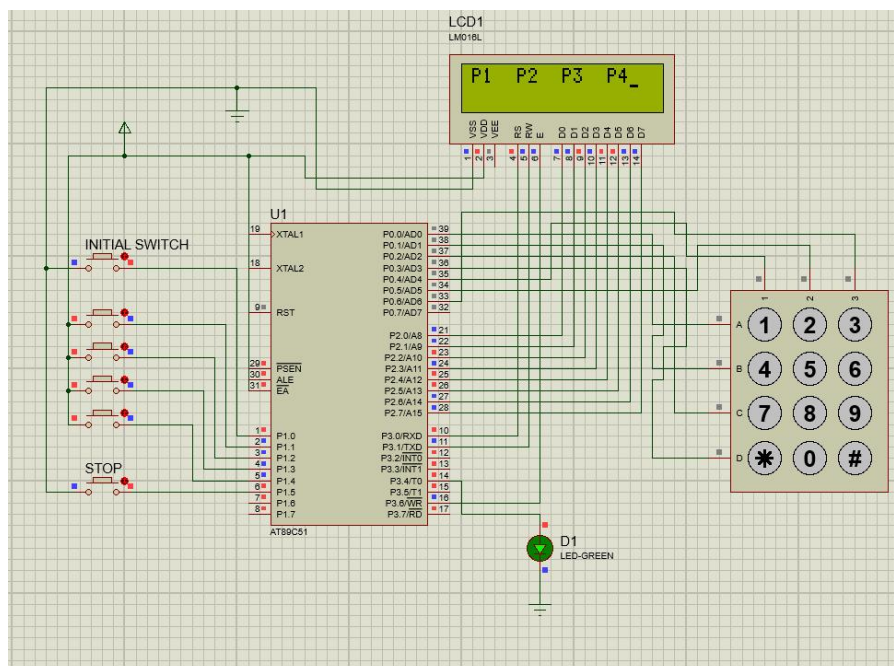 LCD1
LM016L
P1 P2 P3 P4_
VSS VDD VEE RS RW E D0 D1 D2 D3 D4 D5 D6 D7
1 2 3 4 5 6 7 8 9 10 11 12 13 14
U1
19 XTAL1 P0.0/AD0 39
P0.1/AD1 38
P0.2/AD2 37
18 XTAL2 P0.3/AD3 36
P0.4/AD4 35
P0.5/AD5 34
P0.6/AD6 33
9 RST P0.7/AD7 32
P2.0/A8 21
P2.1/A9 22
P2.2/A10 23
29 PSEN P2.3/A11 24
30 ALE P2.4/A12 25
31 EA P2.5/A13 26
P2.6/A14 27
P2.7/A15 28
1 P1.0 P3.0/RXD 10
2 P1.1 P3.1/TXD 11
3 P1.2 P3.2/INT0 12
4 P1.3 P3.3/INT1 13
5 P1.4 P3.4/T0 14
6 P1.5 P3.5/T1 15
7 P1.6 P3.6/WR 16
8 P1.7 P3.7/RD 17
AT89C51
INITIAL SWITCH
STOP
1 2 3
A 1 2 3
B 4 5 6
C 7 8 9
D * 0 #
D1
LED-GREEN